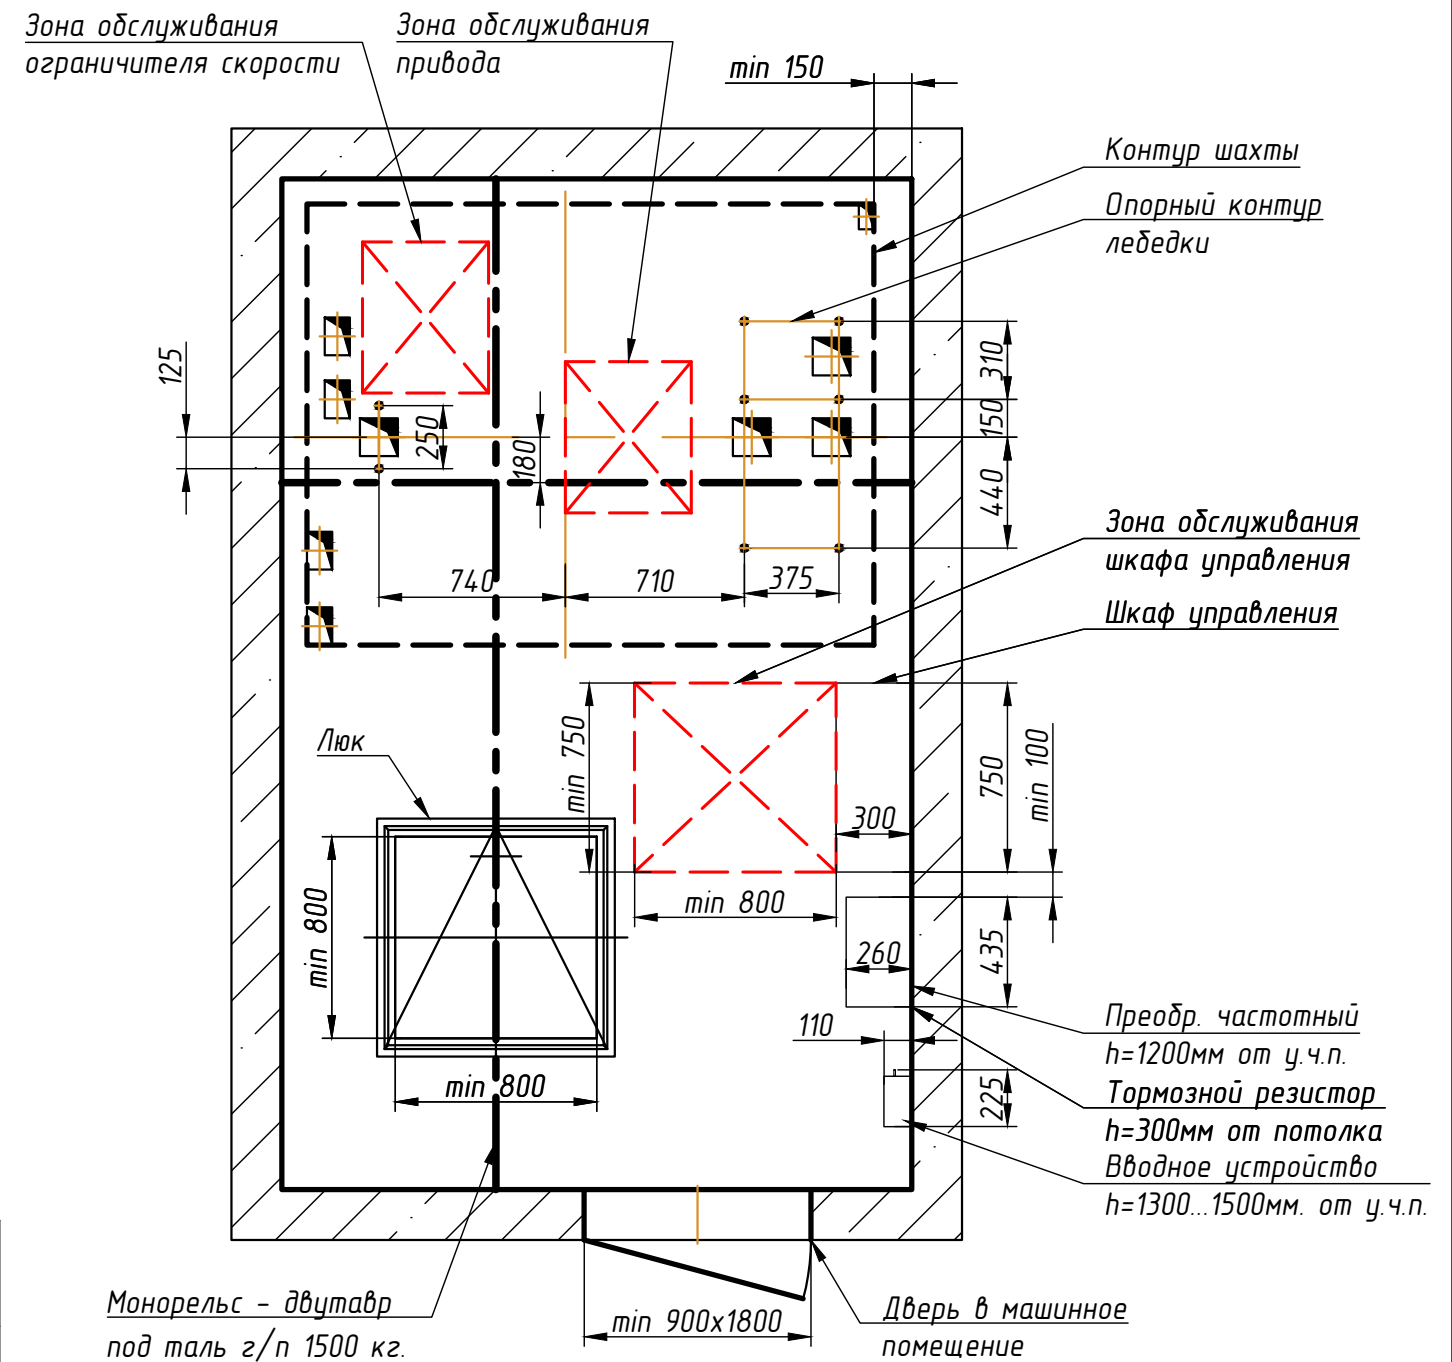 Зона обслуживания
ограничителя скорости
Зона обслуживания
привода
min 150
Контур шахты
Опорный контур
лебедки
125
250
180
310
150
440
740
710
375
Зона обслуживания
шкафа управления
Шкаф управления
Люк
min 750
750
min 100
300
min 800
min 800
260
435
110
225
min 800
Преобр. частотный
h=1200мм от у.ч.п.
Тормозной резистор
h=300мм от потолка
Вводное устройство
h=1300...1500мм. от у.ч.п.
Монорельс - двутавр
под таль г/п 1500 кг.
min 900x1800
Дверь в машинное
помещение